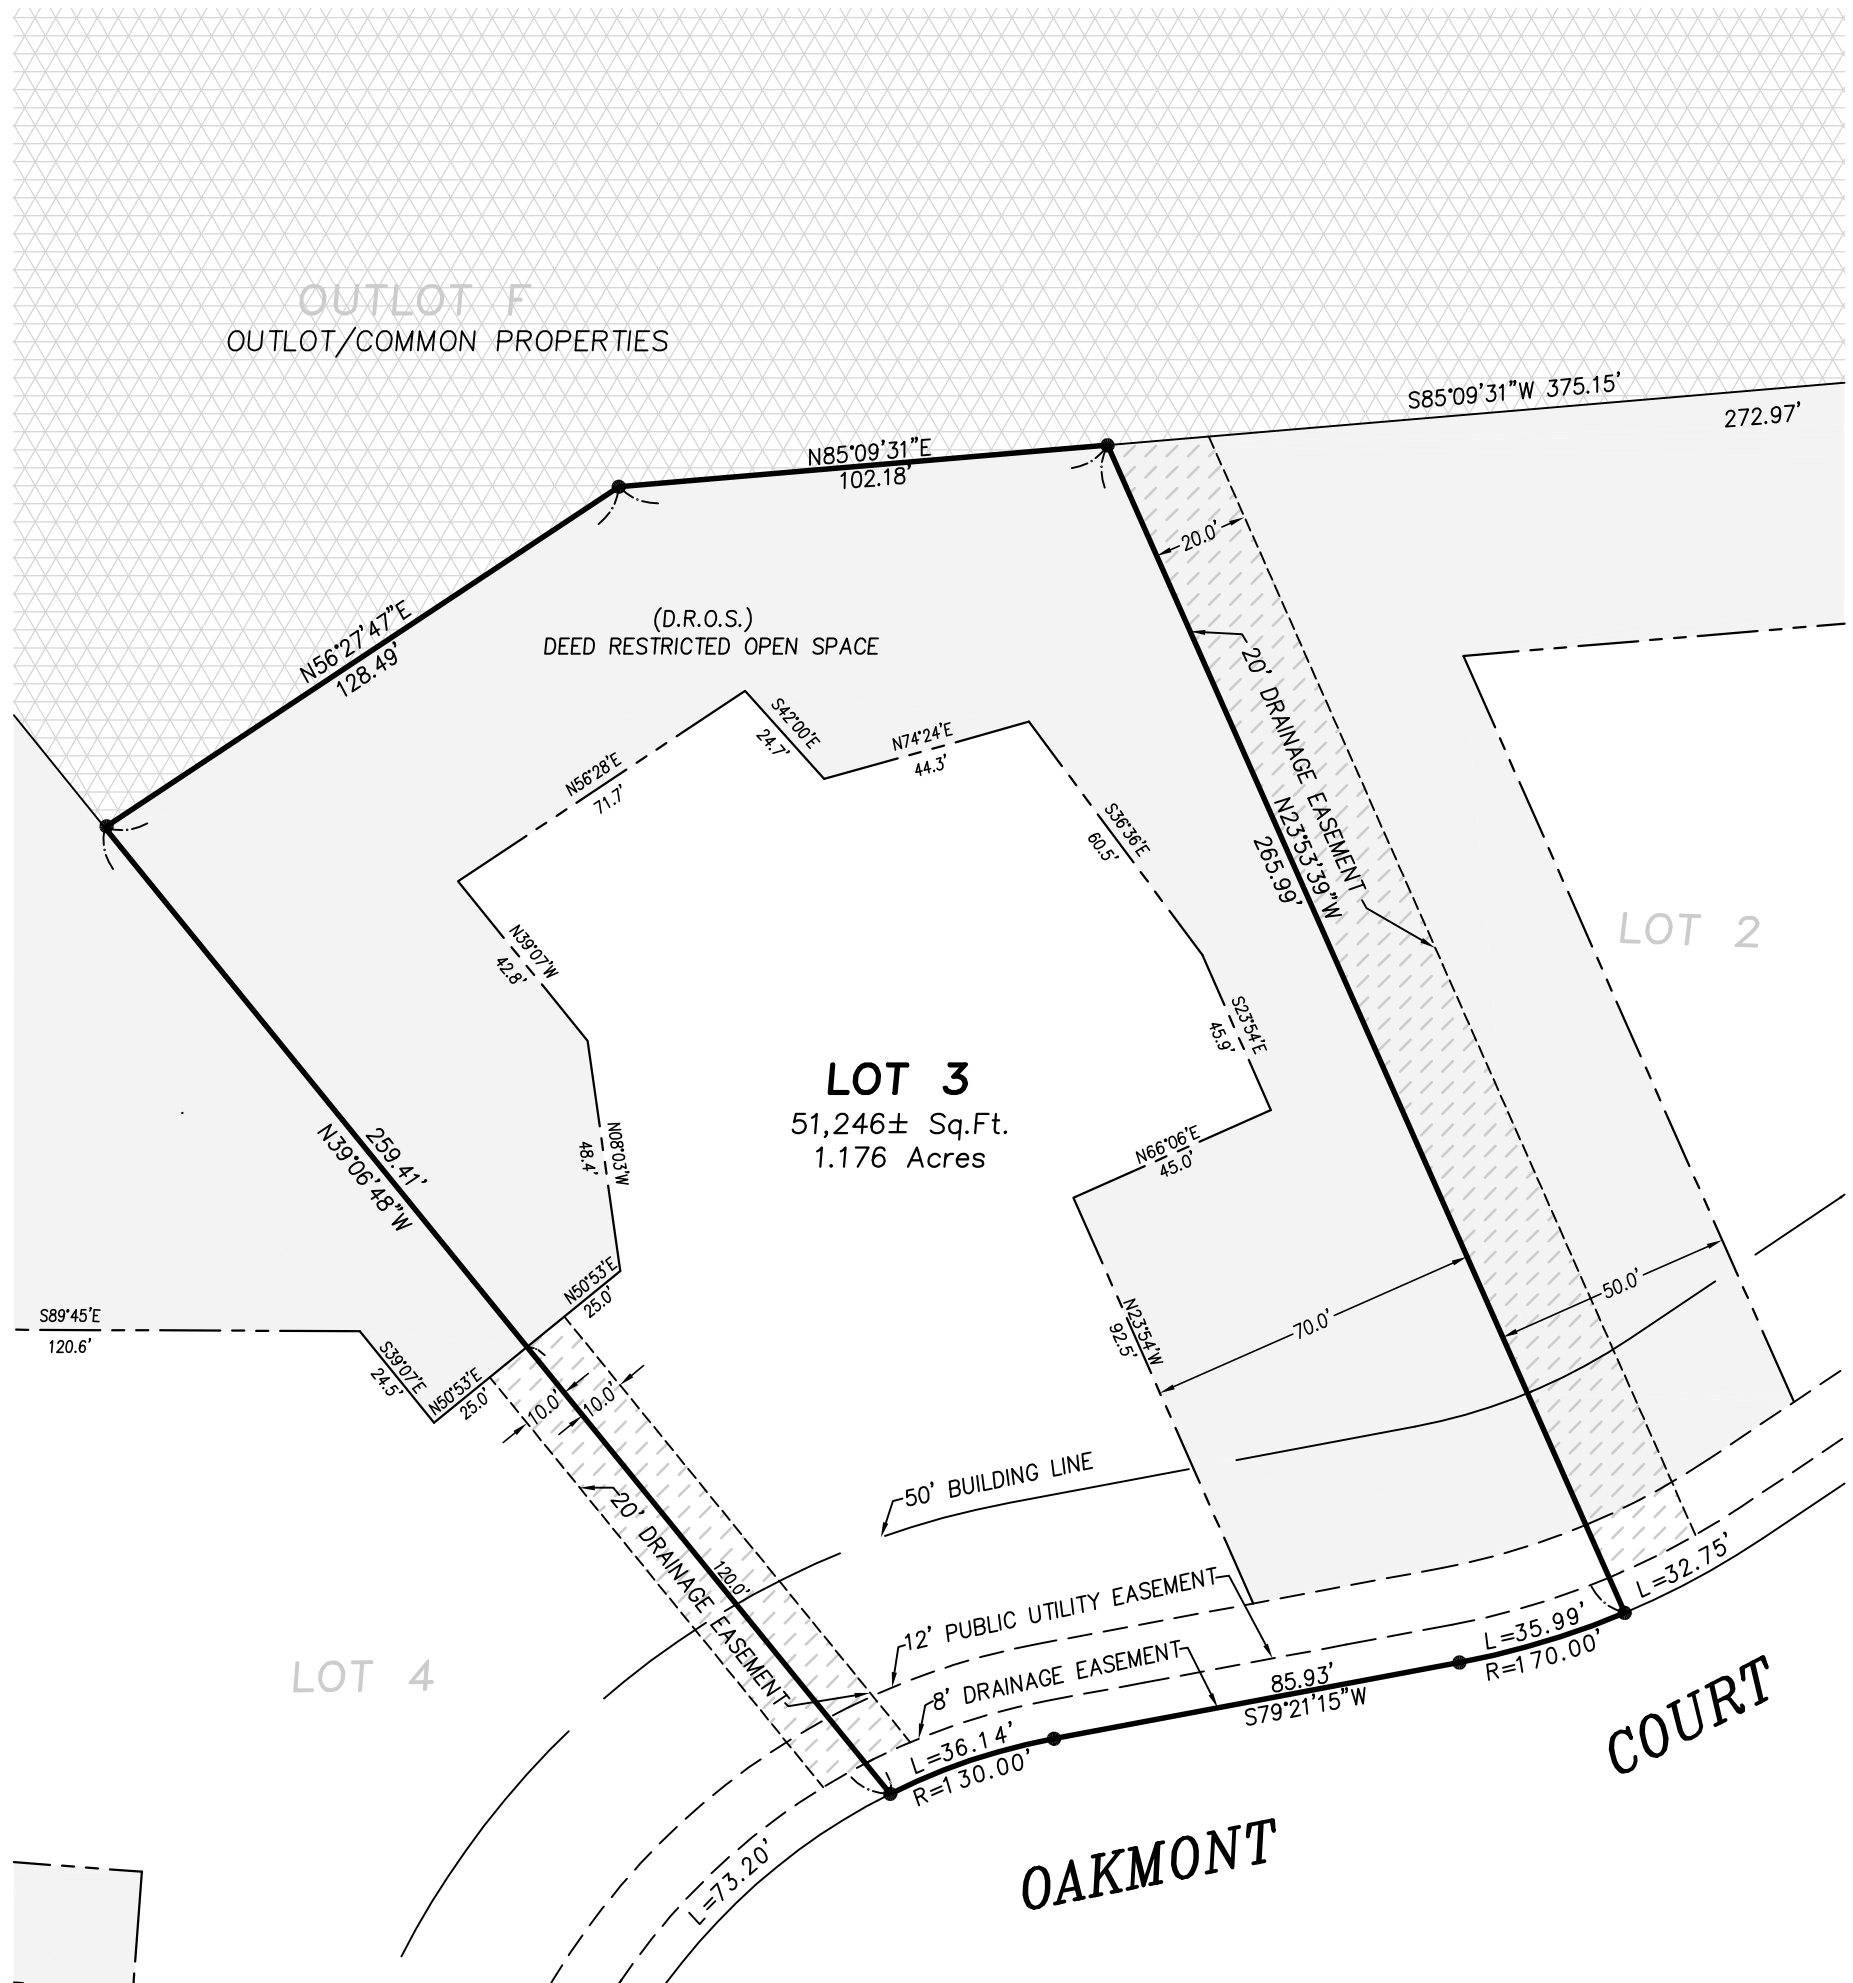 OUTLOT F
OUTLOT/COMMON PROPERTIES
S85°09'31"W 375.15'
272.97'
N85°09'31"E
102.18'
20.0'
N56°27'47"E
128.49'
(D.R.O.S.)
DEED RESTRICTED OPEN SPACE
20' DRAINAGE EASEMENT
N23°53'39"W
265.99'
S42°00'E
24.7'
N74°24'E
44.3'
N56°28'E
71.7'
S36°36'E
60.5'
N39°07'W
42.8'
LOT 2
S23°54'E
45.9'
LOT 3
51,246± Sq.Ft.
1.176 Acres
N08°03'W
48.4'
N66°06'E
45.0'
259.41'
N39°06'48"W
N50°53'E
25.0'
S89°45'E
120.6'
S39°07'E
24.5'
N50°53'E
25.0'
10.0'
10.0'
N23°54'W
92.5'
70.0'
50.0'
50' BUILDING LINE
20' DRAINAGE EASEMENT
120.0'
12' PUBLIC UTILITY EASEMENT
8' DRAINAGE EASEMENT
L=32.75'
L=35.99'
R=170.00'
85.93'
S79°21'15"W
L=36.14'
R=130.00'
LOT 4
L=73.20'
OAKMONT
COURT